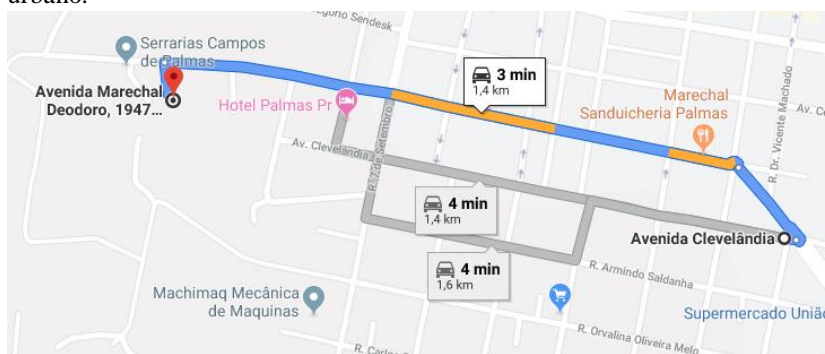 urbano.
Serrarias Campos
de Palmas
Avenida Marechal
Deodoro, 1947...
Hotel Palmas Pr
3 min
1,4 km
Marechal
Sanduicheria Palmas
R. Dr. Vicente Machado
Av. Clevelândia
R. 7 de Setembro
4 min
1,4 km
Avenida Clevelândia
4 min
1,6 km
R. Armindo Saldanha
Machimaq Mecânica
de Maquinas
Supermercado União
R. Orvalina Oliveira Melo